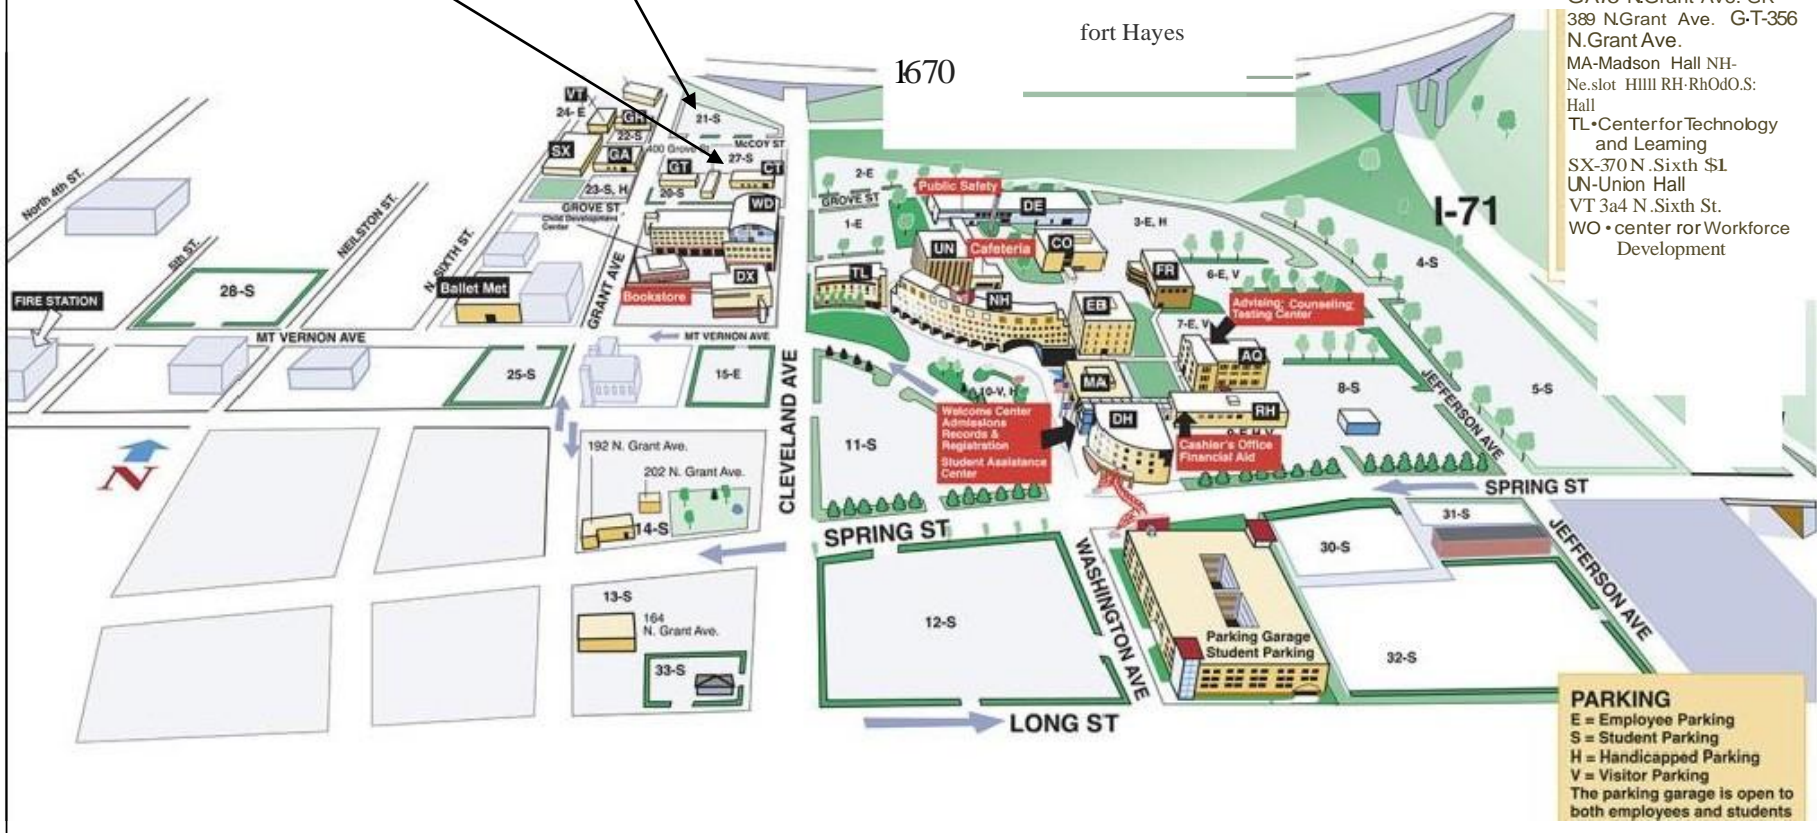 fort Hayes
1670
389 N.Grant Ave. G·T-356
N.Grant Ave.
MA-Madson Hall NH-
Ne.slot Hllll RH·RhOdO.S:
Hall
TL•Center for Technology
and Leaming
SX-370 N .Sixth $1.
UN-Union Hall
VT 3a4 N .Sixth St.
WO • center ror Workforce
Development
VT
24- E
GR
22-S
SX
GA
21-S
McCOY ST
400 Grove St
27-S
GT
CT
23-S, H
20-S
GROVE ST
Child Development
Center
WD
DX
Bookstore
North 4th ST.
5th ST.
NEILSTON ST.
N. SIXTH ST.
GRANT AVE
28-S
Ballet Met
FIRE STATION
MT VERNON AVE
MT VERNON AVE
25-S
15-E
CLEVELAND AVE
2-E
GROVE ST
1-E
Public Safety
DE
3-E, H
UN
Cafeteria
CO
TL
NH
EB
FR
6-E, V
I-71
4-S
Advising; Counseling;
Testing Center
7-E, V
AQ
10-V, H
MA
DH
RH
8-S
5-S
JEFFERSON AVE
Welcome Center
Admissions
Records &
Registration
Student Assistance
Center
Cashier's Office
Financial Aid
11-S
N
192 N. Grant Ave.
202 N. Grant Ave.
14-S
SPRING ST
SPRING ST
31-S
30-S
JEFFERSON AVE
WASHINGTON AVE
13-S
164
N. Grant Ave.
33-S
12-S
Parking Garage
Student Parking
32-S
LONG ST
PARKING
E = Employee Parking
S = Student Parking
H = Handicapped Parking
V = Visitor Parking
The parking garage is open to
both employees and students